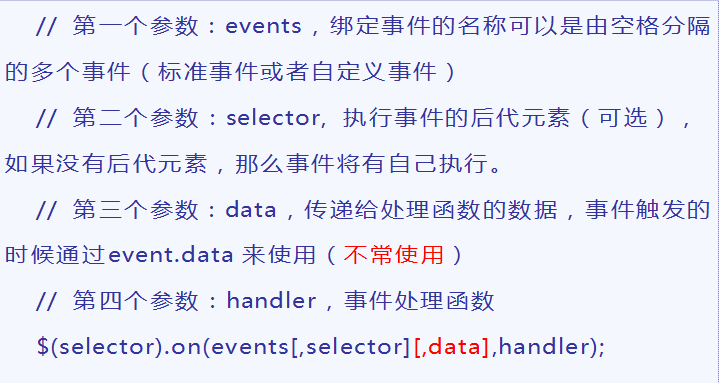 // 第一个参数：events，绑定事件的名称可以是由空格分隔
的多个事件（标准事件或者自定义事件）
// 第二个参数：selector, 执行事件的后代元素（可选），
如果没有后代元素，那么事件将有自己执行。
// 第三个参数：data，传递给处理函数的数据，事件触发的
时候通过event.data 来使用（不常使用）
// 第四个参数：handler，事件处理函数
$(selector).on(events[,selector][,data],handler);